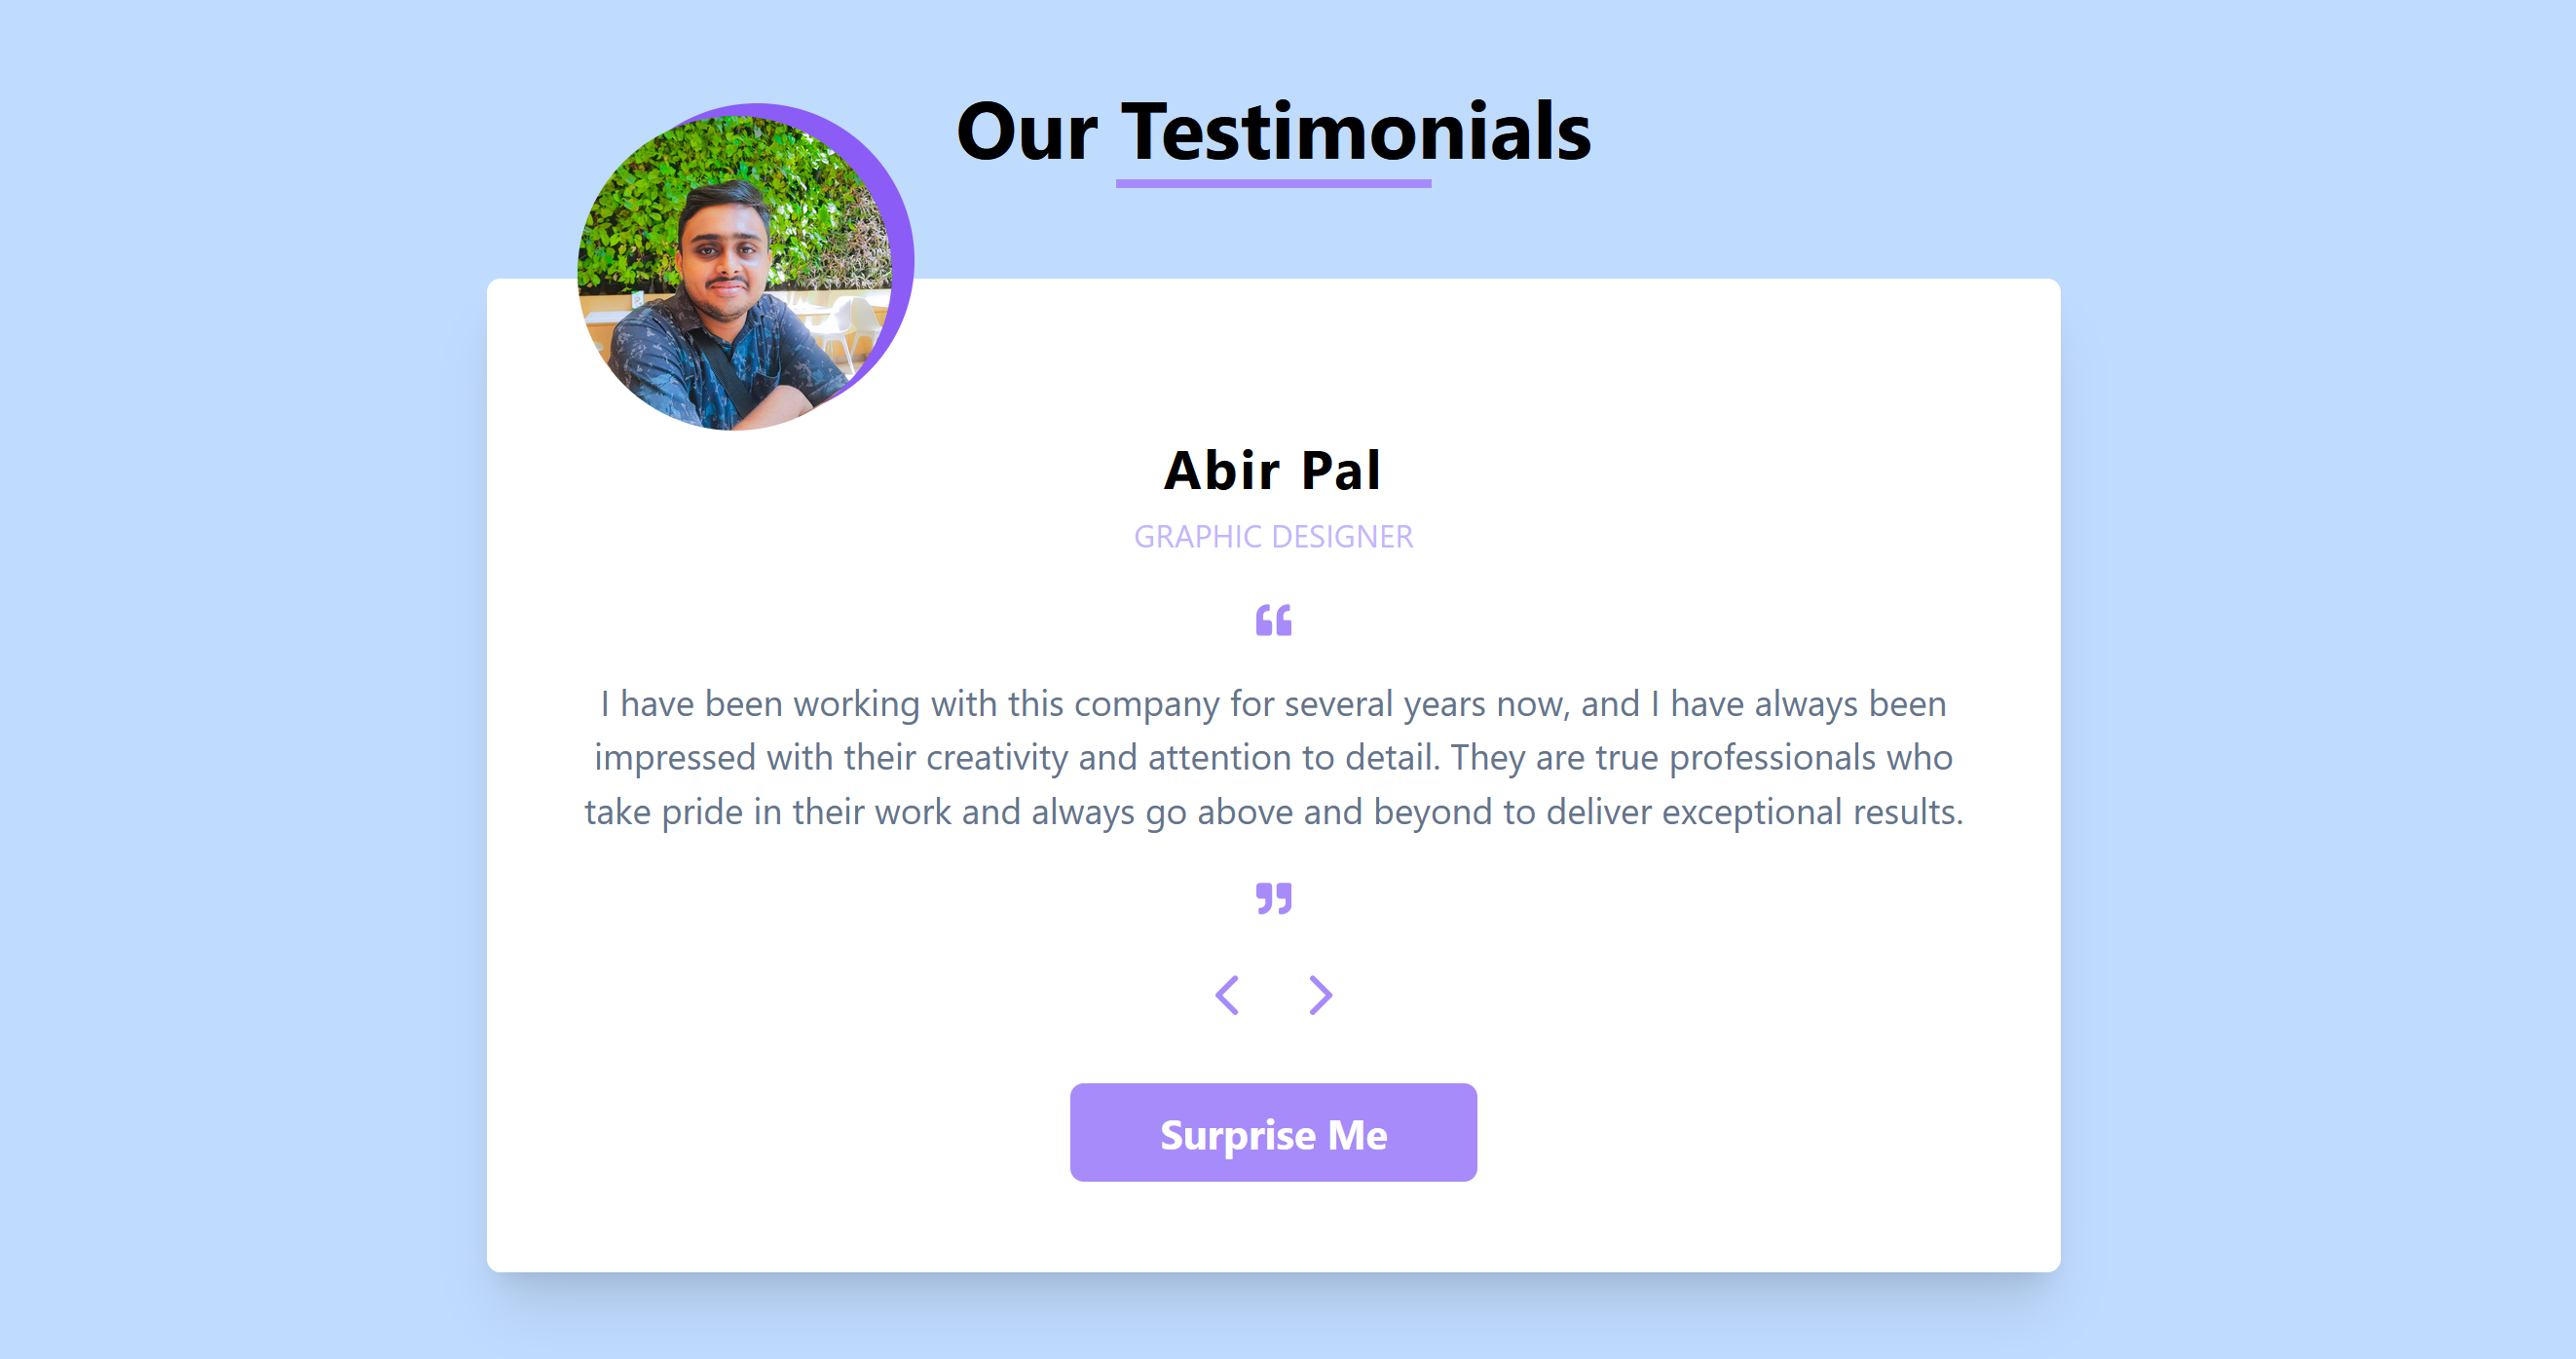 Our Testimonials
Abir Pal
GRAPHIC DESIGNER
❝
I have been working with this company for several years now, and I have always been
impressed with their creativity and attention to detail. They are true professionals who
take pride in their work and always go above and beyond to deliver exceptional results.
❞
Surprise Me